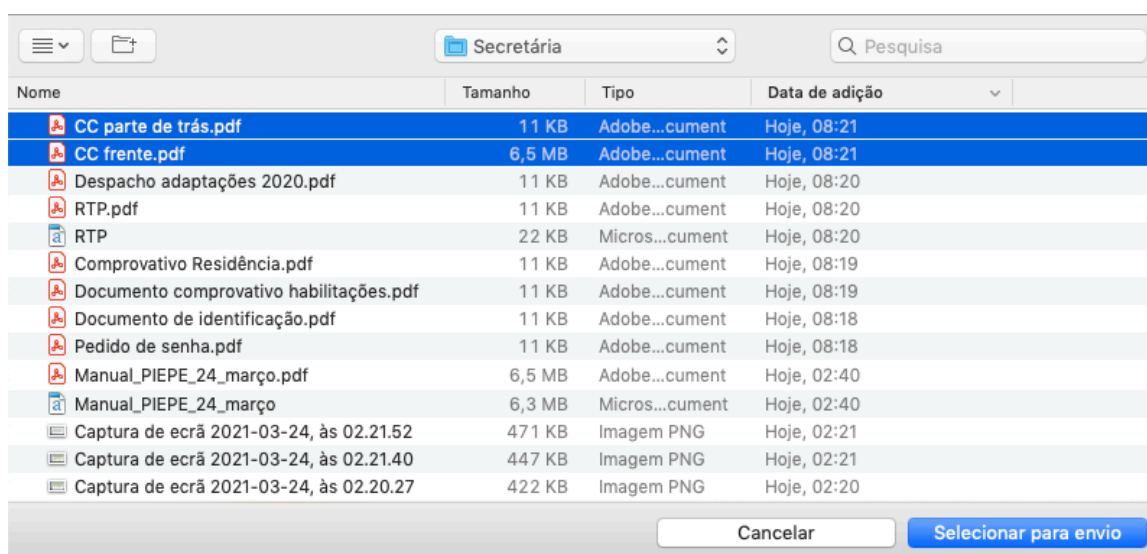 Secretária Pesquisa
Nome Tamanho Tipo Data de adição
CC parte de trás.pdf 11 KB Adobe...cument Hoje, 08:21
CC frente.pdf 6,5 MB Adobe...cument Hoje, 08:21
Despacho adaptações 2020.pdf 11 KB Adobe...cument Hoje, 08:20
RTP.pdf 11 KB Adobe...cument Hoje, 08:20
RTP 22 KB Micros...cument Hoje, 08:20
Comprovativo Residência.pdf 11 KB Adobe...cument Hoje, 08:19
Documento comprovativo habilitações.pdf 11 KB Adobe...cument Hoje, 08:19
Documento de identificação.pdf 11 KB Adobe...cument Hoje, 08:18
Pedido de senha.pdf 11 KB Adobe...cument Hoje, 08:18
Manual_PIEPE_24_março.pdf 6,5 MB Adobe...cument Hoje, 02:40
Manual_PIEPE_24_março 6,3 MB Micros...cument Hoje, 02:40
Captura de ecrã 2021-03-24, às 02.21.52 471 KB Imagem PNG Hoje, 02:21
Captura de ecrã 2021-03-24, às 02.21.40 447 KB Imagem PNG Hoje, 02:21
Captura de ecrã 2021-03-24, às 02.20.27 422 KB Imagem PNG Hoje, 02:20
Cancelar Selecionar para envio